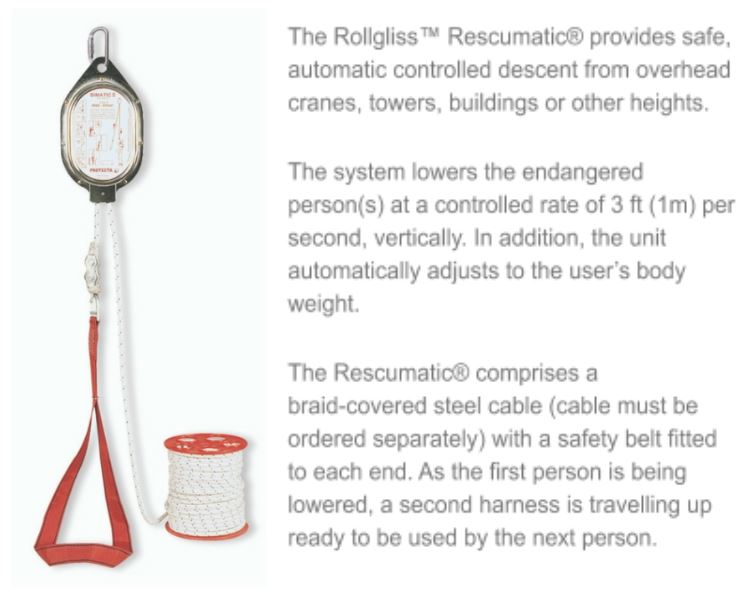 The Rollgliss™ Rescumatic® provides safe,
automatic controlled descent from overhead
cranes, towers, buildings or other heights.
The system lowers the endangered
person(s) at a controlled rate of 3 ft (1m) per
second, vertically. In addition, the unit
automatically adjusts to the user's body
weight.
The Rescumatic® comprises a
braid-covered steel cable (cable must be
ordered separately) with a safety belt fitted
to each end. As the first person is being
lowered, a second harness is travelling up
ready to be used by the next person.
PROTECTA